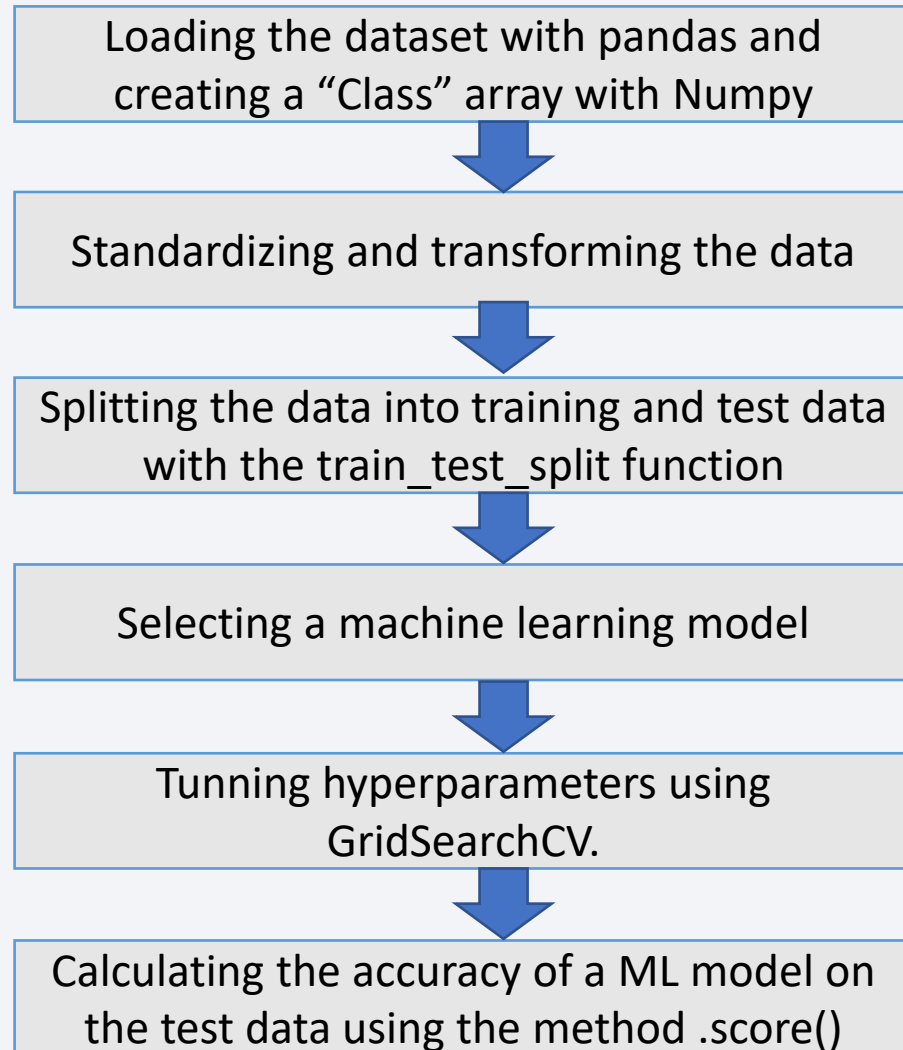 Loading the dataset with pandas and
creating a “Class” array with Numpy
Standardizing and transforming the data
Splitting the data into training and test data
with the train_test_split function
Selecting a machine learning model
Tunning hyperparameters using
GridSearchCV.
Calculating the accuracy of a ML model on
the test data using the method .score()